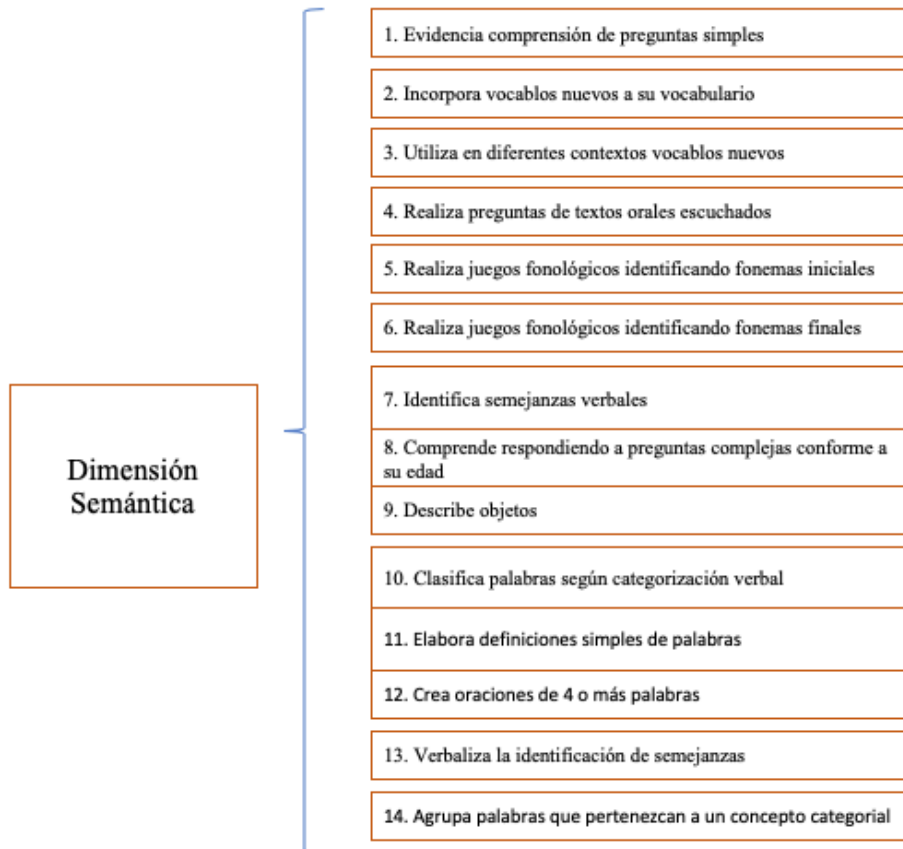 1. Evidencia comprensión de preguntas simples
2. Incorpora vocablos nuevos a su vocabulario
3. Utiliza en diferentes contextos vocablos nuevos
4. Realiza preguntas de textos orales escuchados
5. Realiza juegos fonológicos identificando fonemas iniciales
6. Realiza juegos fonológicos identificando fonemas finales
Dimensión
Semántica
7. Identifica semejanzas verbales
8. Comprende respondiendo a preguntas complejas conforme a
su edad
9. Describe objetos
10. Clasifica palabras según categorización verbal
11. Elabora definiciones simples de palabras
12. Crea oraciones de 4 o más palabras
13. Verbaliza la identificación de semejanzas
14. Agrupa palabras que pertenezcan a un concepto categorial